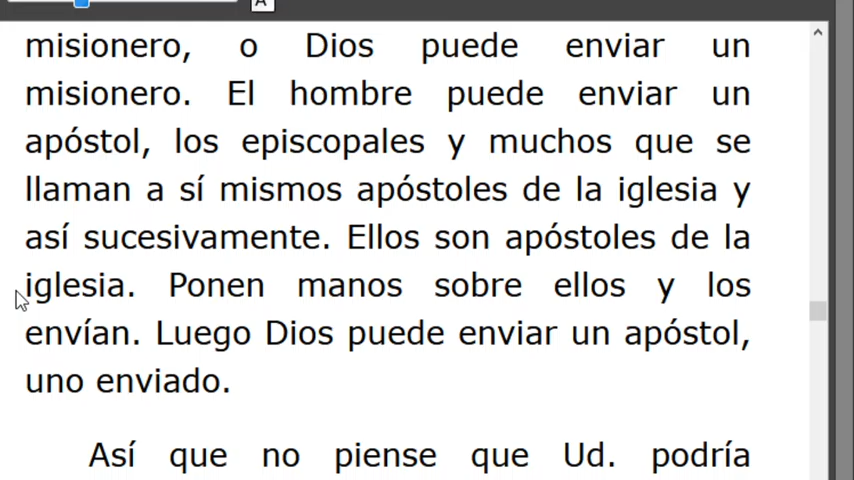 A
misionero, o Dios puede enviar un
misionero. El hombre puede enviar un
apóstol, los episcopales y muchos que se
llaman a sí mismos apóstoles de la iglesia y
así sucesivamente. Ellos son apóstoles de la
iglesia. Ponen manos sobre ellos y los
envían. Luego Dios puede enviar un apóstol,
uno enviado.
Así que no piense que Ud. podría